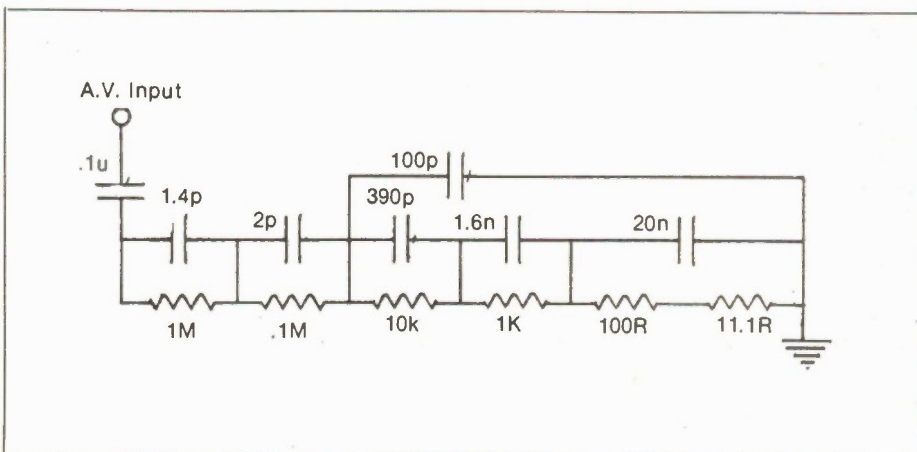 A.V. Input
.1u
1.4p
2p
100p
390p
1.6n
20n
1M
.1M
10k
1K
100R
11.1R